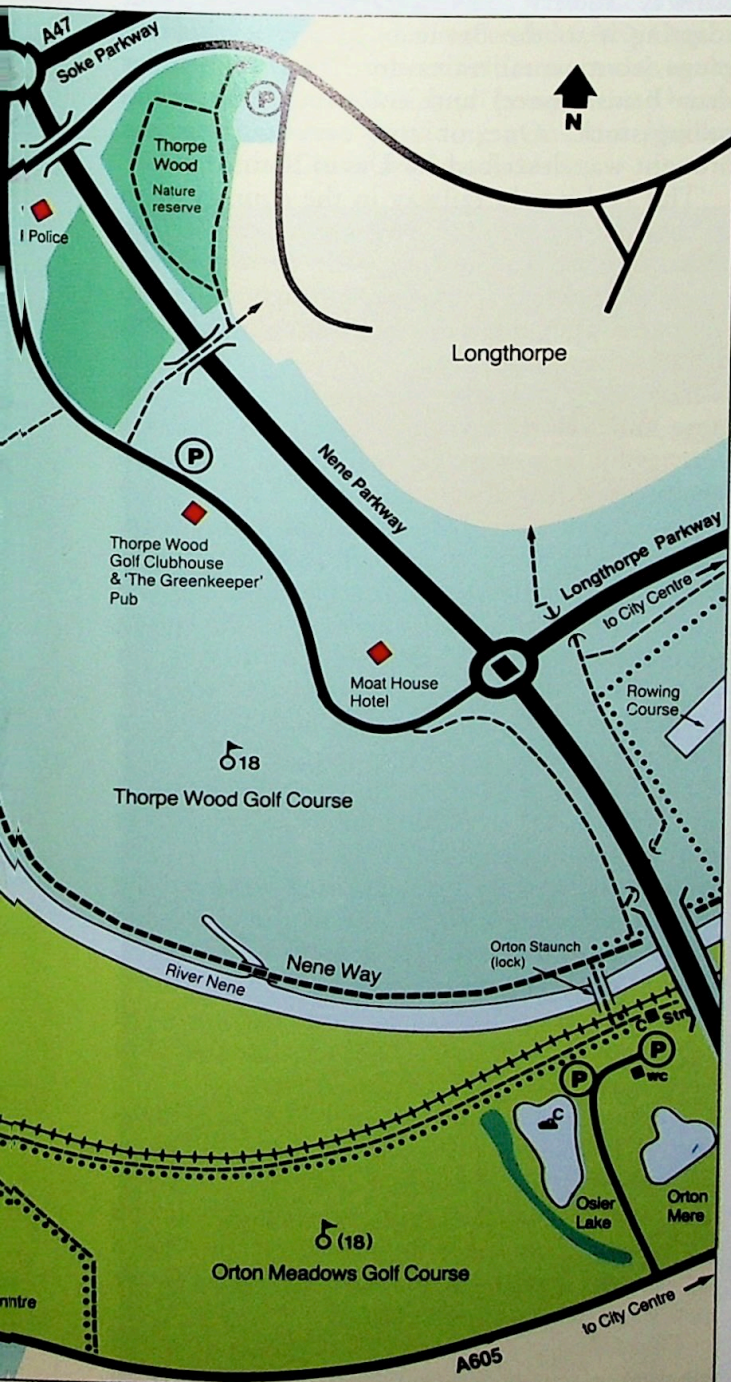 A47
Soke Parkway
P
N
Thorpe
Wood
Nature
reserve
Police
Longthorpe
P
Nene Parkway
Thorpe Wood
Golf Clubhouse
& 'The Greenkeeper'
Pub
Longthorpe Parkway
to City Centre
Moat House
Hotel
Rowing
Course
18
Thorpe Wood Golf Course
Orton Staunch
(lock)
Nene Way
River Nene
C
Stn
P
P
WC
C
Osier
Lake
Orton
Mere
(18)
Orton Meadows Golf Course
to City Centre
A605